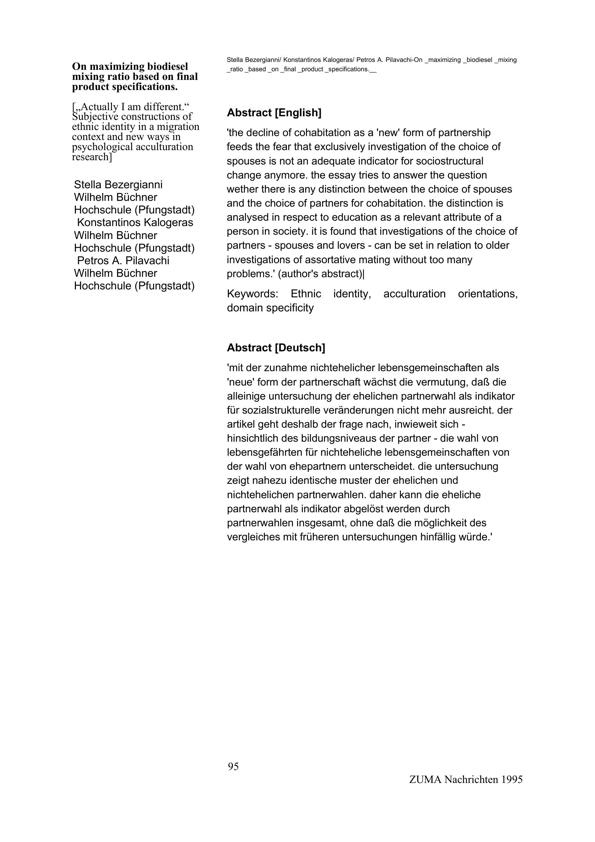 On maximizing biodiesel
mixing ratio based on final
product specifications.
[„Actually I am different.“
Subjective constructions of
ethnic identity in a migration
context and new ways in
psychological acculturation
research]
Stella Bezergianni
Wilhelm Büchner
Hochschule (Pfungstadt)
Konstantinos Kalogeras
Wilhelm Büchner
Hochschule (Pfungstadt)
Petros A. Pilavachi
Wilhelm Büchner
Hochschule (Pfungstadt)
Stella Bezergianni/ Konstantinos Kalogeras/ Petros A. Pilavachi-On _maximizing _biodiesel _mixing
_ratio _based _on _final _product _specifications.__
Abstract [English]
'the decline of cohabitation as a 'new' form of partnership
feeds the fear that exclusively investigation of the choice of
spouses is not an adequate indicator for sociostructural
change anymore. the essay tries to answer the question
wether there is any distinction between the choice of spouses
and the choice of partners for cohabitation. the distinction is
analysed in respect to education as a relevant attribute of a
person in society. it is found that investigations of the choice of
partners - spouses and lovers - can be set in relation to older
investigations of assortative mating without too many
problems.' (author's abstract)|
Keywords: Ethnic identity, acculturation orientations,
domain specificity
Abstract [Deutsch]
'mit der zunahme nichtehelicher lebensgemeinschaften als
'neue' form der partnerschaft wächst die vermutung, daß die
alleinige untersuchung der ehelichen partnerwahl als indikator
für sozialstrukturelle veränderungen nicht mehr ausreicht. der
artikel geht deshalb der frage nach, inwieweit sich -
hinsichtlich des bildungsniveaus der partner - die wahl von
lebensgefährten für nichteheliche lebensgemeinschaften von
der wahl von ehepartnern unterscheidet. die untersuchung
zeigt nahezu identische muster der ehelichen und
nichtehelichen partnerwahlen. daher kann die eheliche
partnerwahl als indikator abgelöst werden durch
partnerwahlen insgesamt, ohne daß die möglichkeit des
vergleiches mit früheren untersuchungen hinfällig würde.'
95
ZUMA Nachrichten 1995